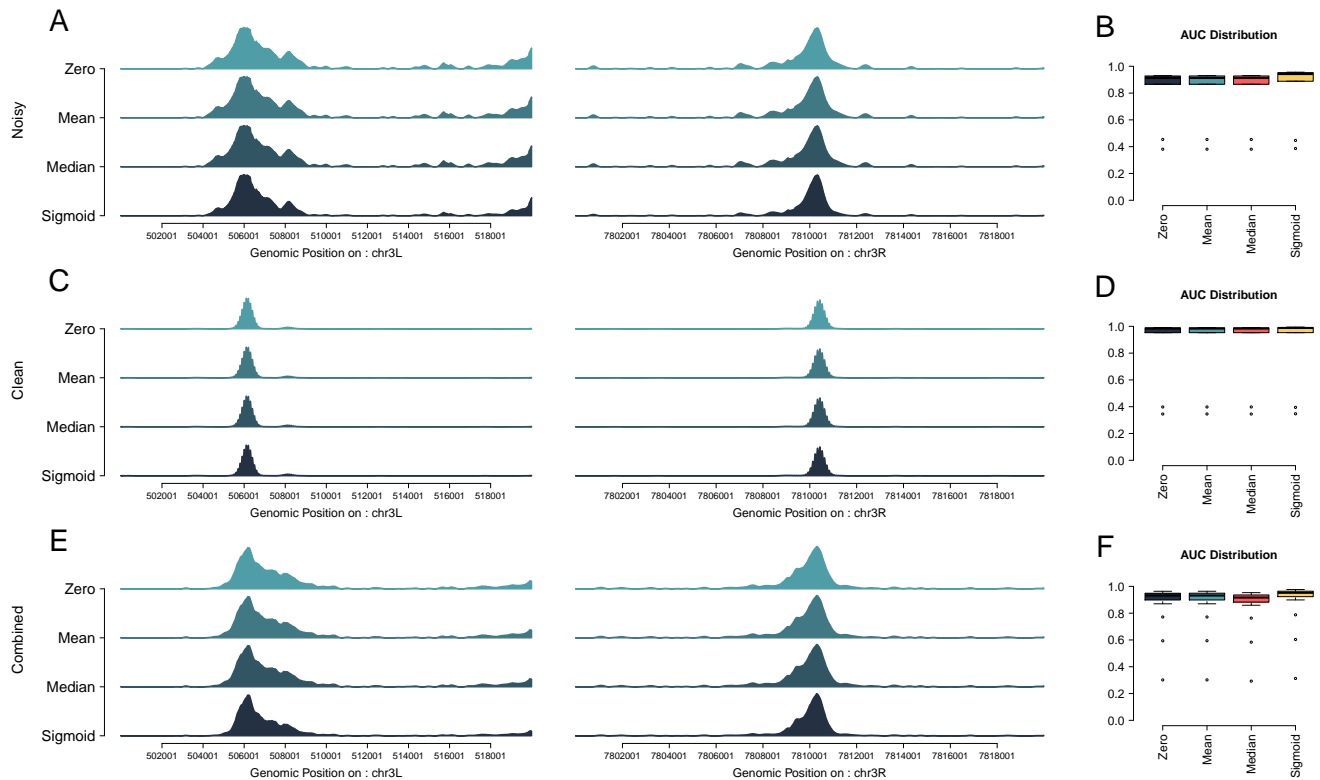 A
Noisy
Zero
Mean
Median
Sigmoid
502001 504001 506001 508001 510001 512001 514001 516001 518001
Genomic Position on : chr3L
7802001 7804001 7806001 7808001 7810001 7812001 7814001 7816001 7818001
Genomic Position on : chr3R
B
AUC Distribution
1.0
0.8
0.6
0.4
0.2
0.0
Zero
Mean
Median
Sigmoid
C
Clean
Zero
Mean
Median
Sigmoid
502001 504001 506001 508001 510001 512001 514001 516001 518001
Genomic Position on : chr3L
7802001 7804001 7806001 7808001 7810001 7812001 7814001 7816001 7818001
Genomic Position on : chr3R
D
AUC Distribution
1.0
0.8
0.6
0.4
0.2
0.0
Zero
Mean
Median
Sigmoid
E
Combined
Zero
Mean
Median
Sigmoid
502001 504001 506001 508001 510001 512001 514001 516001 518001
Genomic Position on : chr3L
7802001 7804001 7806001 7808001 7810001 7812001 7814001 7816001 7818001
Genomic Position on : chr3R
F
AUC Distribution
1.0
0.8
0.6
0.4
0.2
0.0
Zero
Mean
Median
Sigmoid